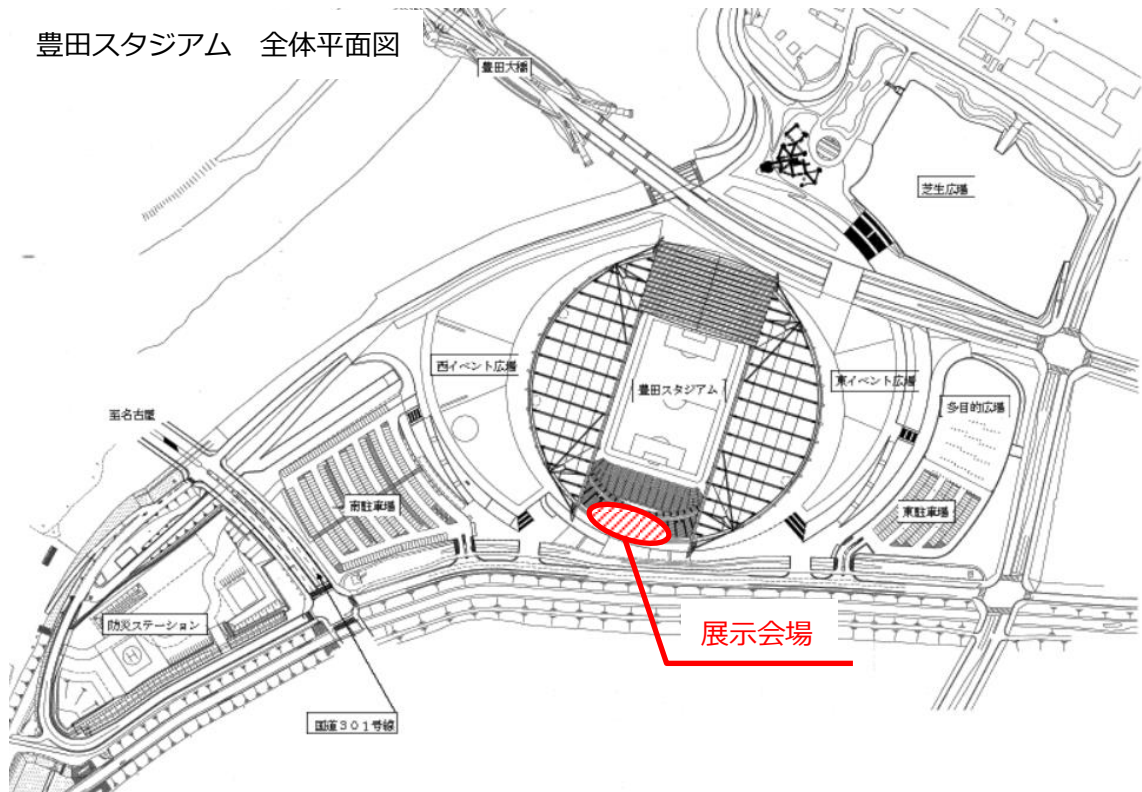 豊田スタジアム　全体平面図
豊田大橋
芝生広場
西イベント広場
豊田スタジアム
東イベント広場
多目的広場
至名古屋
南駐車場
東駐車場
防災ステーション
H
展示会場
国道３０１号線